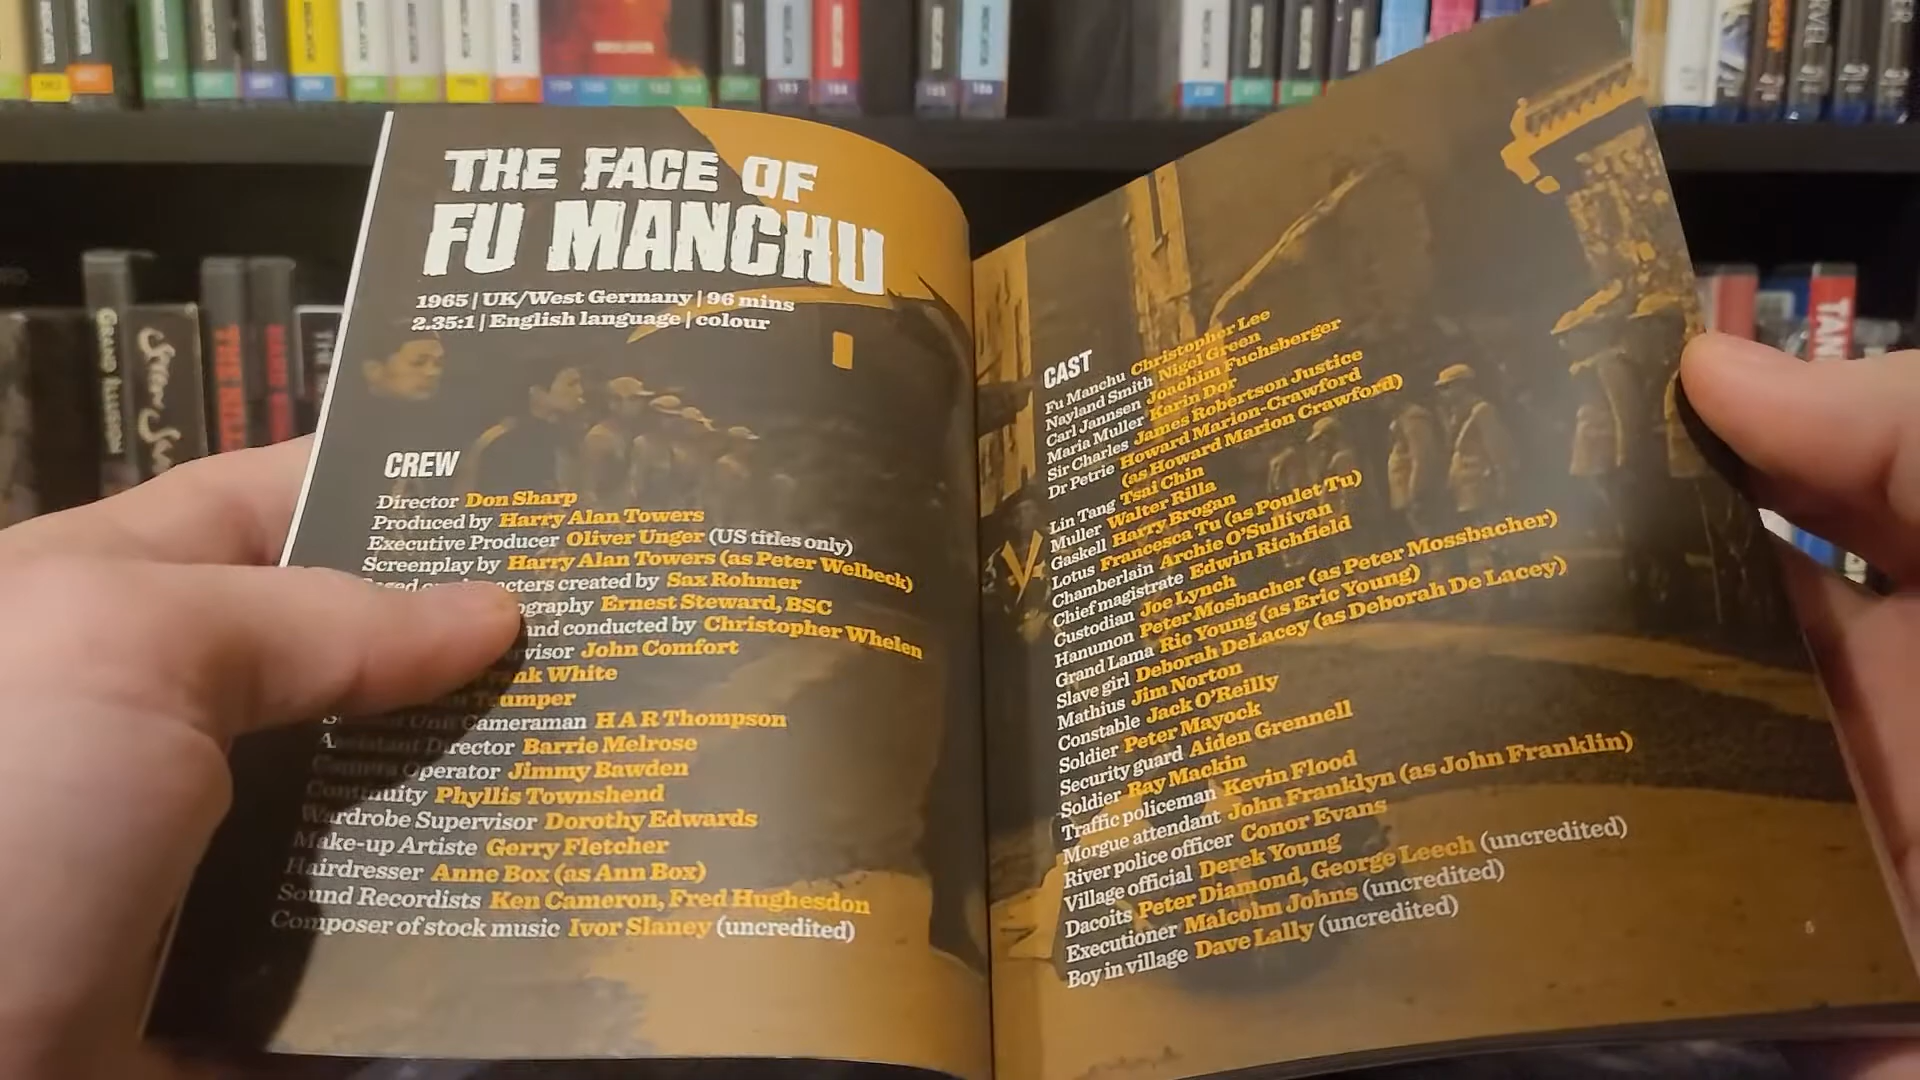 THE FACE OF
FU MANCHU
1965 | UK/West Germany | 96 mins
2.35:1 | English language | colour
CREW
Director Don Sharp
Produced by Harry Alan Towers
Executive Producer Oliver Unger (US titles only)
Screenplay by Harry Alan Towers (as Peter Welbeck)
created by Sax Rohmer
Ernest Steward, BSC
and conducted by Christopher Whelen
John Comfort
White
Cameraman H A R Thompson
Assistant Director Barrie Melrose
Camera Operator Jimmy Bawden
Continuity Phyllis Townshend
Wardrobe Supervisor Dorothy Edwards
Make-up Artiste Gerry Fletcher
Hairdresser Anne Box (as Ann Box)
Sound Recordists Ken Cameron, Fred Hughesdon
Composer of stock music Ivor Slaney (uncredited)
CAST
Fu Manchu Christopher Lee
Nayland Smith Nigel Green
Carl Jannsen Joachim Fuchsberger
Maria Muller Karin Dor
Sir Charles James Robertson Justice
Dr Petrie Howard Marion-Crawford
(as Howard Marion Crawford)
Lin Tang Tsai Chin
Muller Walter Rilla
Gaskell Harry Brogan
Lotus Francesca Tu (as Poulet Tu)
Chamberlain Archie O'Sullivan
Chief magistrate Edwin Richfield
Custodian Joe Lynch
Hanumon Peter Mosbacher (as Peter Mossbacher)
Grand Lama Ric Young (as Eric Young)
Slave girl Deborah DeLacey (as Deborah De Lacey)
Mathius Jim Norton
Constable Jack O'Reilly
Soldier Peter Mayock
Security guard Aiden Grennell
Soldier Ray Mackin
Traffic policeman Kevin Flood
Morgue attendant John Franklyn (as John Franklin)
River police officer Conor Evans
Village official Derek Young
Dacoits Peter Diamond, George Leech (uncredited)
Executioner Malcolm Johns (uncredited)
Boy in village Dave Lally (uncredited)
5
GRAND ILLUSION
TAN